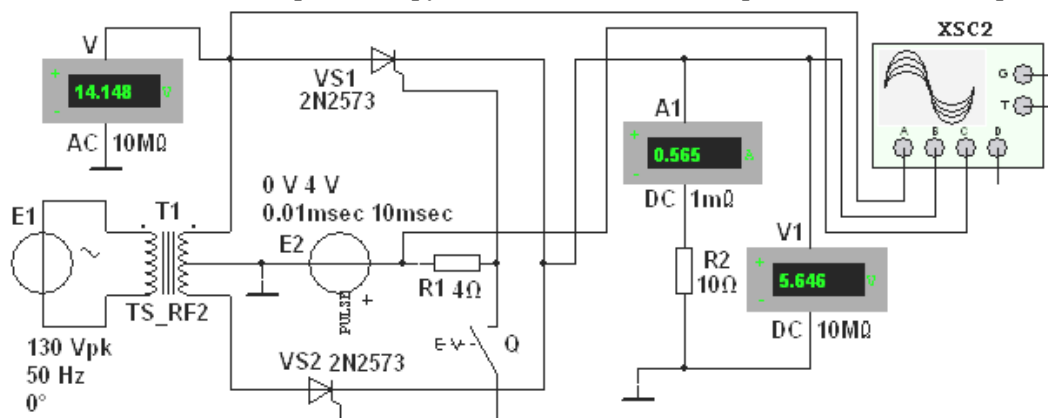 XSC2
G
T
A B C D
V
14.148 V
AC 10MΩ
VS1
2N2573
A1
0.565 A
DC 1mΩ
0 V 4 V
0.01msec 10msec
E2
E1
T1
TS_RF2
130 Vpk
50 Hz
0°
PULSE
R1 4Ω
VS2 2N2573
Q
R2
10Ω
V1
5.646 V
DC 10MΩ